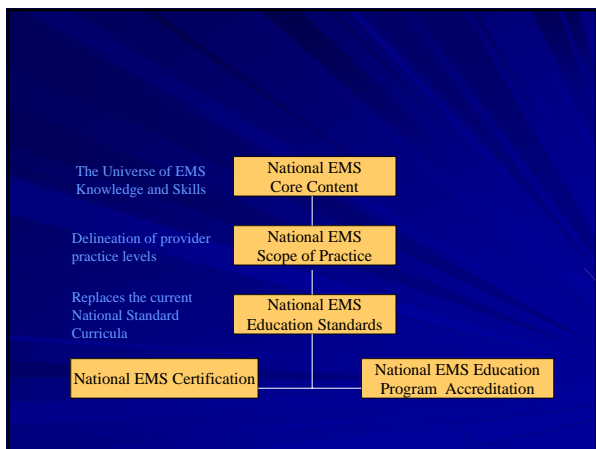 The Universe of EMS
Knowledge and Skills
National EMS
Core Content
Delineation of provider
practice levels
National EMS
Scope of Practice
Replaces the current
National Standard
Curricula
National EMS
Education Standards
National EMS Certification
National EMS Education
Program Accreditation